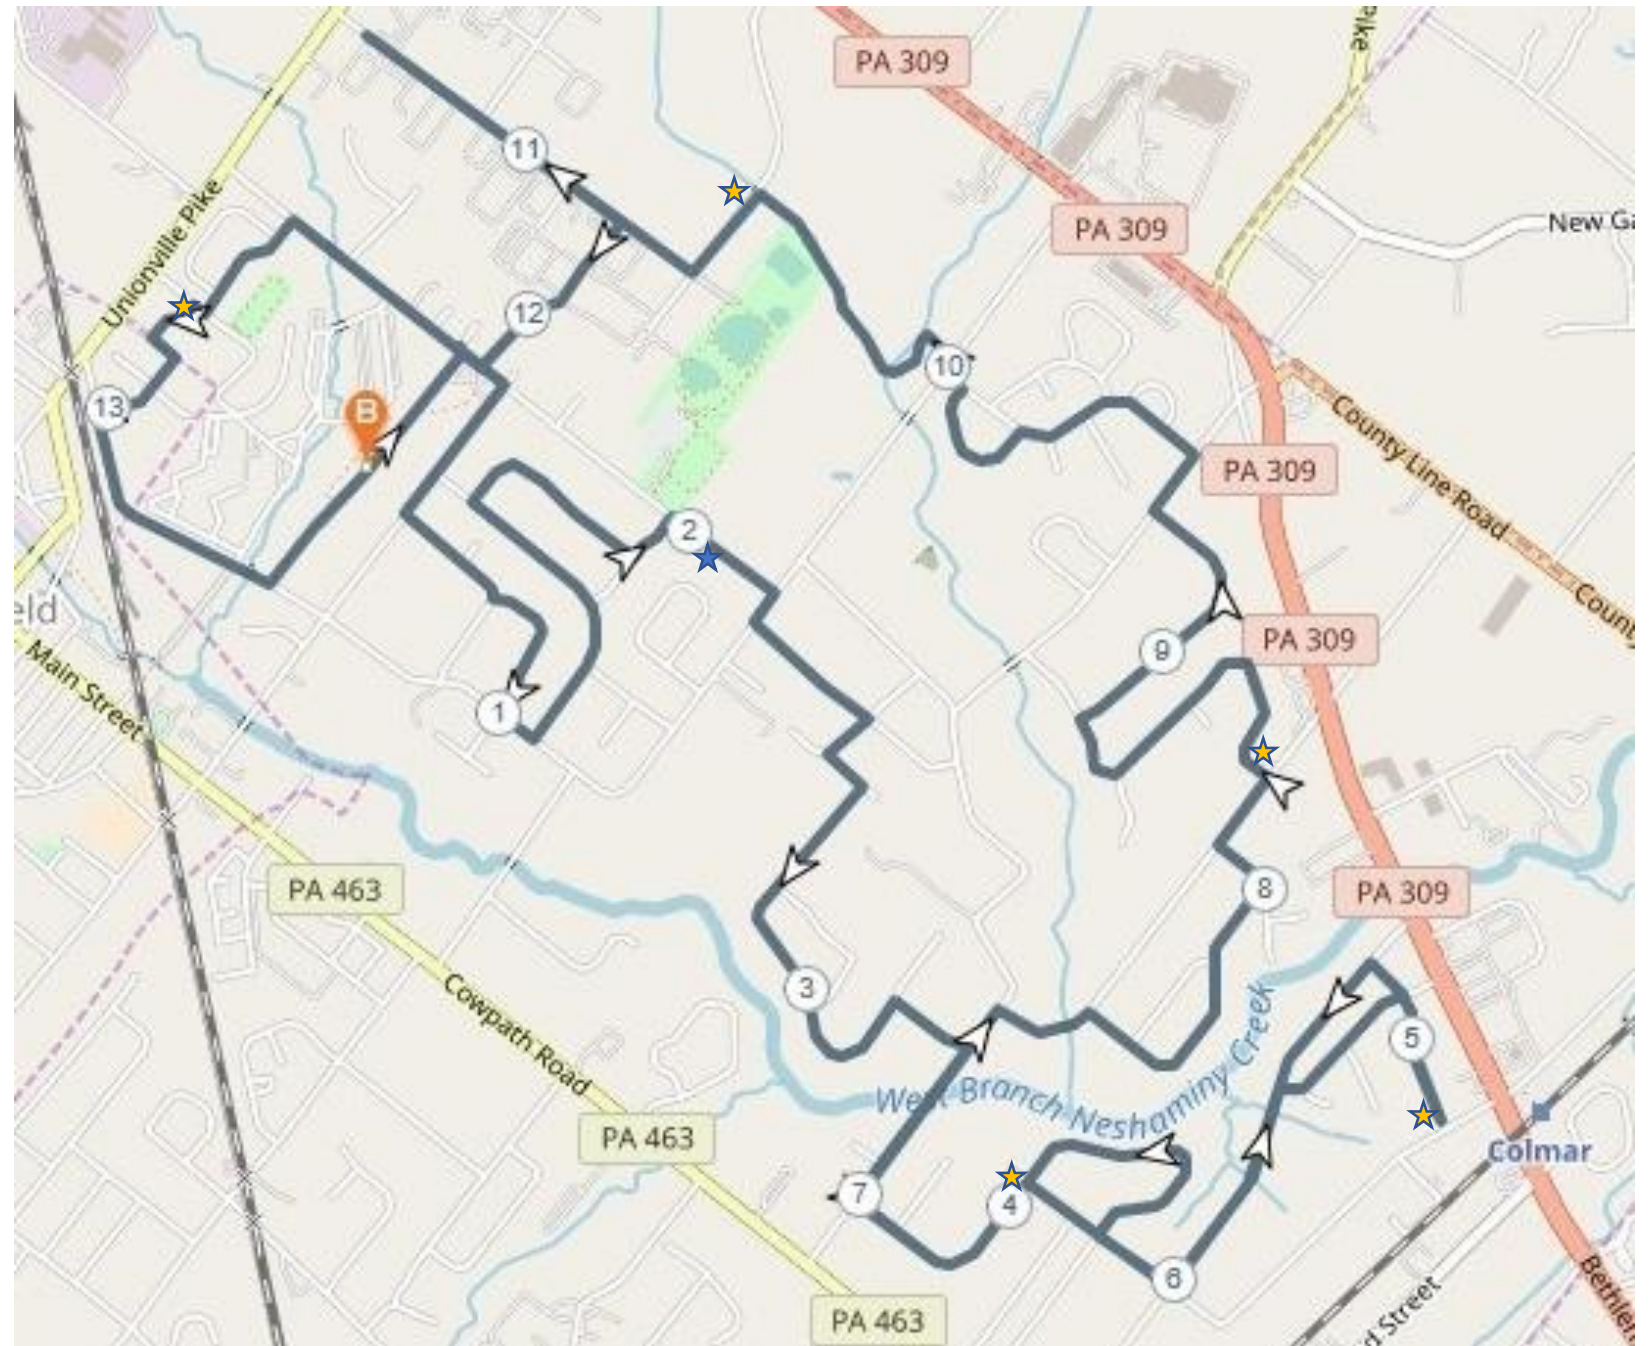 Pike
PA 309
11
PA 309
New Ga
Unionville Pike
12
10
13
B
County Line Road
PA 309
2
County
eld
PA 309
9
Main Street
1
8
PA 463
PA 309
3
Cowpath Road
5
West Branch Neshaminy Creek
PA 463
Colmar
7
4
6
d Street
PA 463
Bethleh